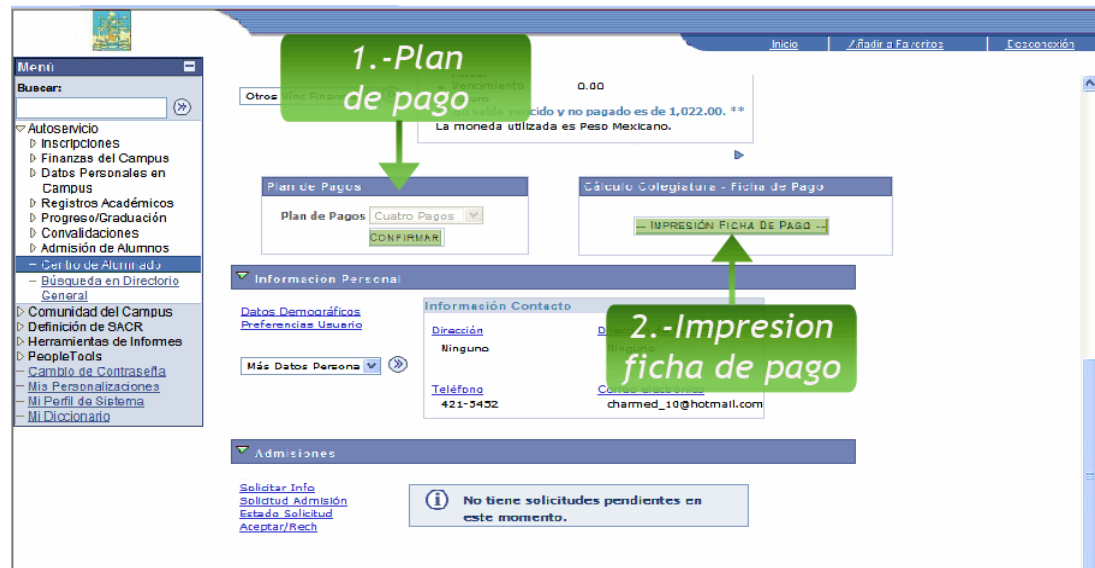 Inicio
Añadir a Favoritos
Desconexión
Menú
Buscar:
Autoservicio
Inscripciones
Finanzas del Campus
Datos Personales en
Campus
Registros Académicos
Progreso/Graduación
Convalidaciones
Admisión de Alumnos
Centro de Alumnado
Búsqueda en Directorio
General
Comunidad del Campus
Definición de SACR
Herramientas de Informes
PeopleTools
Cambio de Contraseña
Mis Personalizaciones
Mi Perfil de Sistema
Mi Diccionario
1.-Plan
de pago
Otros
Vencimiento 0.00
vencido y no pagado es de 1,022.00. **
La moneda utilizada es Peso Mexicano.
Plan de Pagos
Plan de Pagos Cuatro Pagos
CONFIRMAR
Cálculo Colegiatura - Ficha de Pago
-- IMPRESIÓN FICHA DE PAGO --
2.-Impresion
ficha de pago
Información Personal
Datos Demográficos
Preferencias Usuario
Más Datos Persona
Información Contacto
Dirección
Ninguno
Ninguno
Teléfono
421-5452
Correo electrónico
charmed_10@hotmail.com
Admisiones
Solicitar Info
Solicitud Admisión
Estado Solicitud
Aceptar/Rech
No tiene solicitudes pendientes en
este momento.